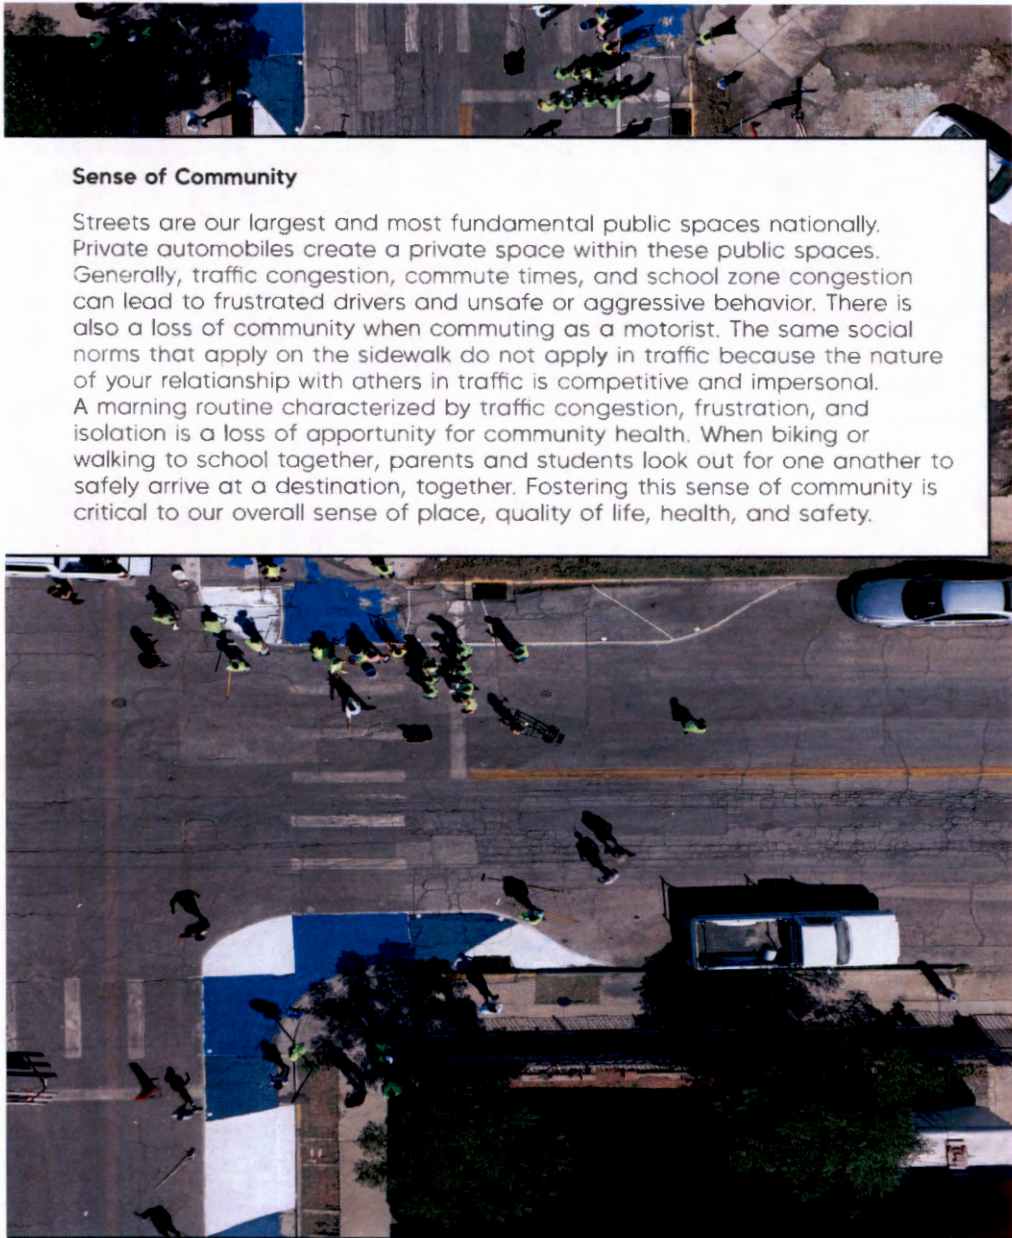 Sense of Community
Streets are our largest and most fundamental public spaces nationally.
Private automobiles create a private space within these public spaces.
Generally, traffic congestion, commute times, and school zone congestion
can lead to frustrated drivers and unsafe or aggressive behavior. There is
also a loss of community when commuting as a motorist. The same social
norms that apply on the sidewalk do not apply in traffic because the nature
of your relationship with others in traffic is competitive and impersonal.
A morning routine characterized by traffic congestion, frustration, and
isolation is a loss of opportunity for community health. When biking or
walking to school together, parents and students look out for one another to
safely arrive at a destination, together. Fostering this sense of community is
critical to our overall sense of place, quality of life, health, and safety.